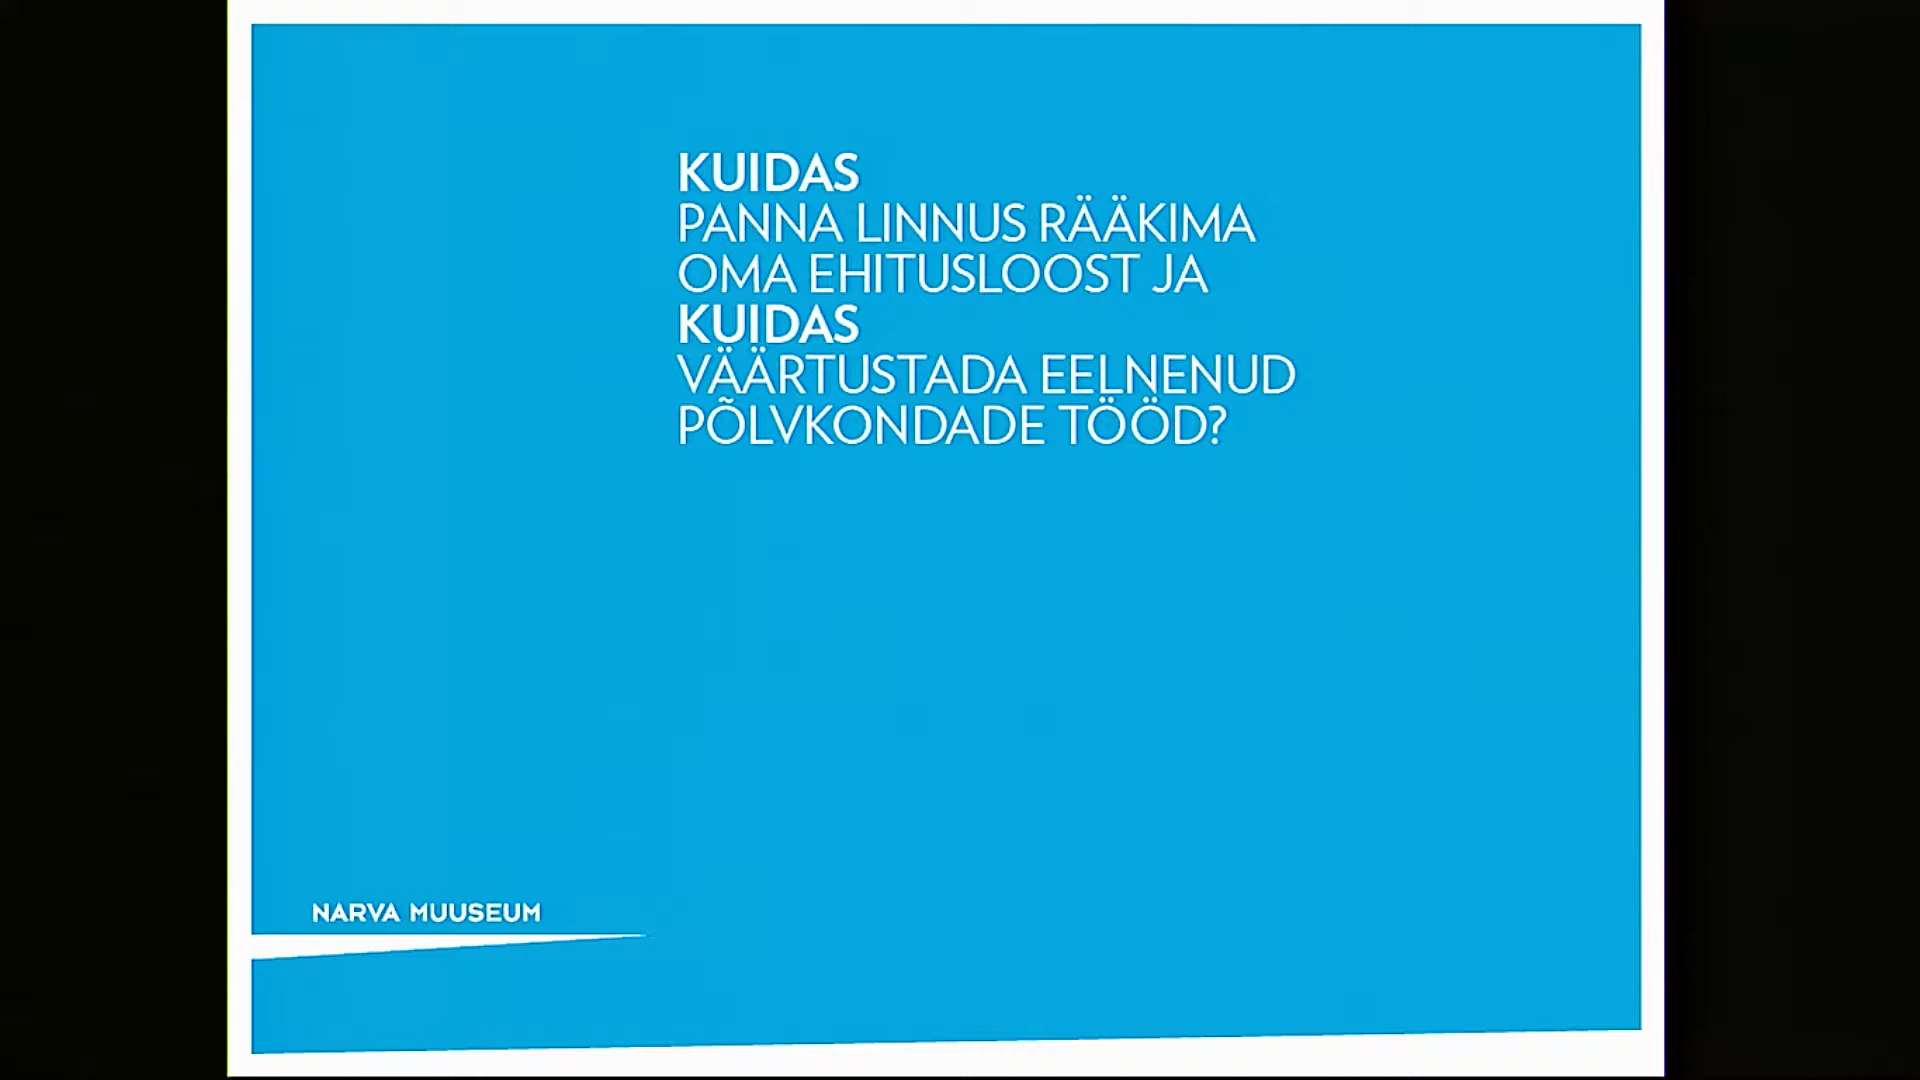 KUIDAS
PANNA LINNUS RÄÄKIMA
OMA EHITUSLOOST JA
KUIDAS
VÄÄRTUSTADA EELNENUD
PÕLVKONDADE TÖÖD?
NARVA MUUSEUM